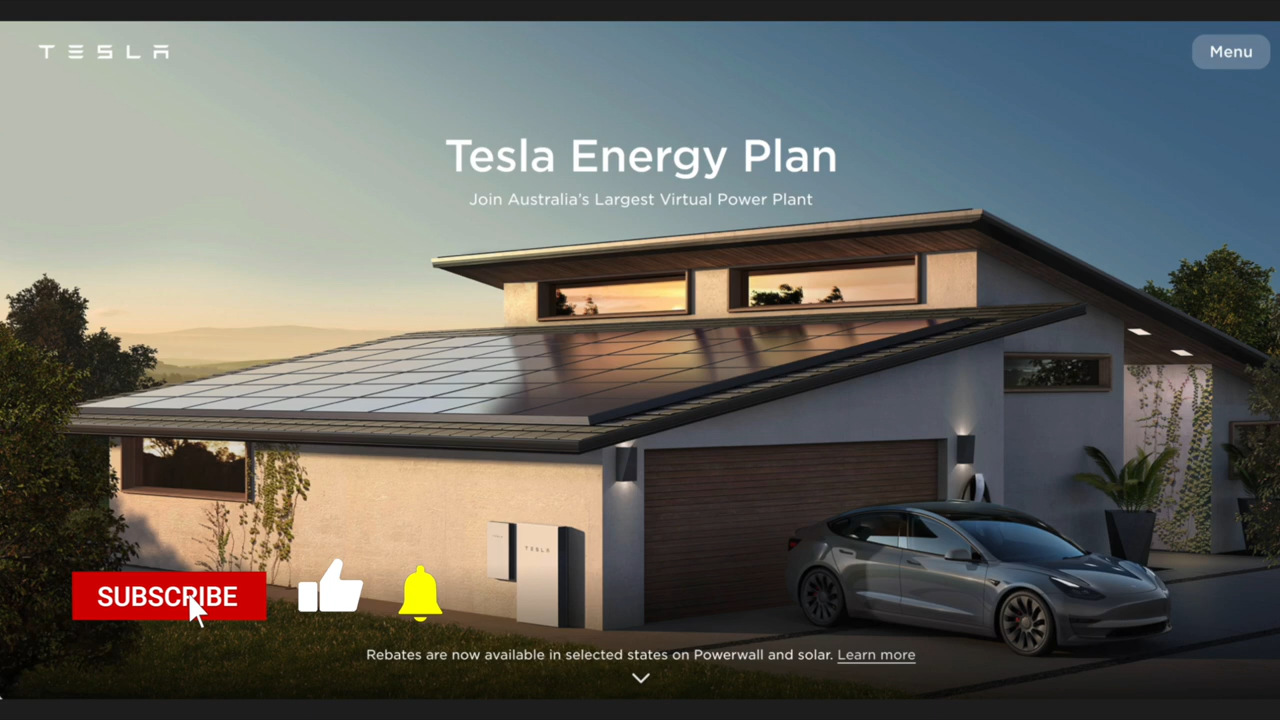 TESLA
Menu
Tesla Energy Plan
Join Australia's Largest Virtual Power Plant
TESLA
SUBSCRIBE
Rebates are now available in selected states on Powerwall and solar. Learn more